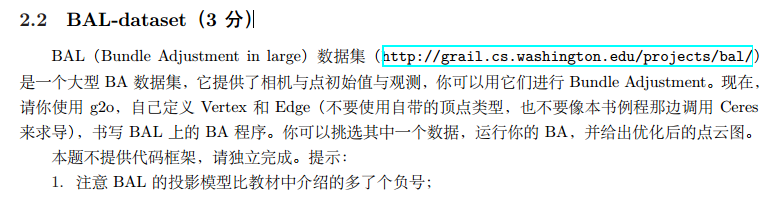 2.2 BAL-dataset（3 分）
BAL（Bundle Adjustment in large）数据集（http://grail.cs.washington.edu/projects/bal/）
是一个大型 BA 数据集，它提供了相机与点初始值与观测，你可以用它们进行 Bundle Adjustment。现在，
请你使用 g2o，自己定义 Vertex 和 Edge（不要使用自带的顶点类型，也不要像本书例程那边调用 Ceres
来求导），书写 BAL 上的 BA 程序。你可以挑选其中一个数据，运行你的 BA，并给出优化后的点云图。
本题不提供代码框架，请独立完成。提示：
1. 注意 BAL 的投影模型比教材中介绍的多了个负号；